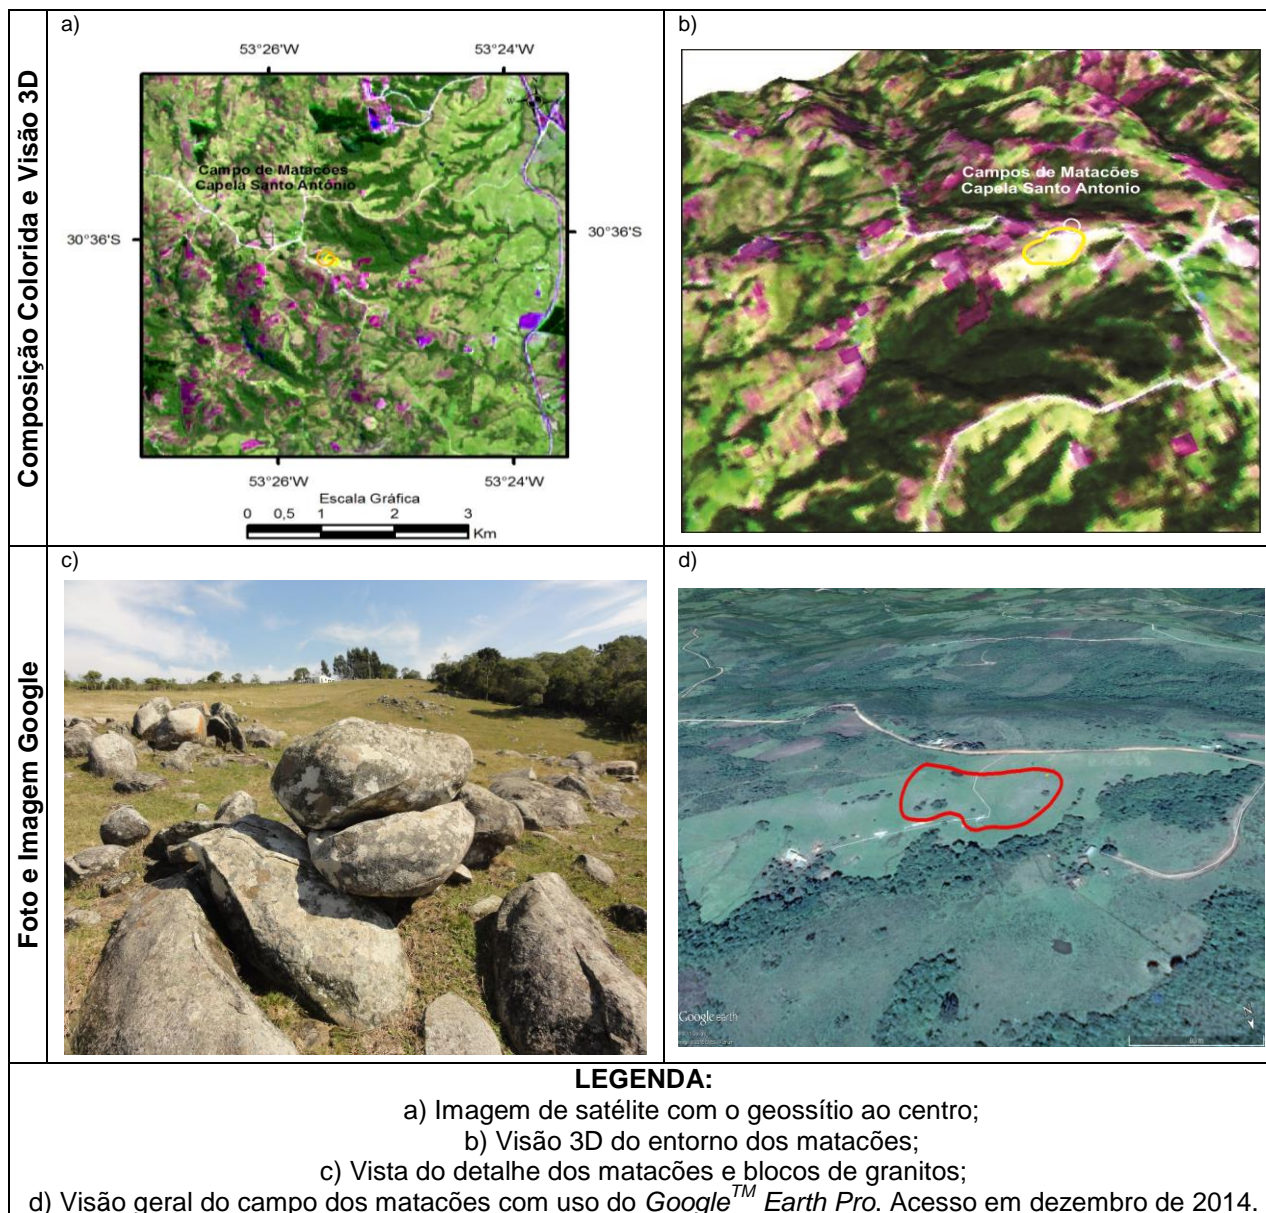 Composição Colorida e Visão 3D
a)
53°26'W
53°24'W
Campo de Matacões
Capela Santo Antônio
30°36'S
30°36'S
53°26'W
53°24'W
Escala Gráfica
0 0,5 1 2 3
Km
b)
Campos de Matacões
Capela Santo Antonio
Foto e Imagem Google
c)
d)
Google earth
LEGENDA:
a) Imagem de satélite com o geossítio ao centro;
b) Visão 3D do entorno dos matacões;
c) Vista do detalhe dos matacões e blocos de granitos;
d) Visão geral do campo dos matacões com uso do Google™ Earth Pro. Acesso em dezembro de 2014.